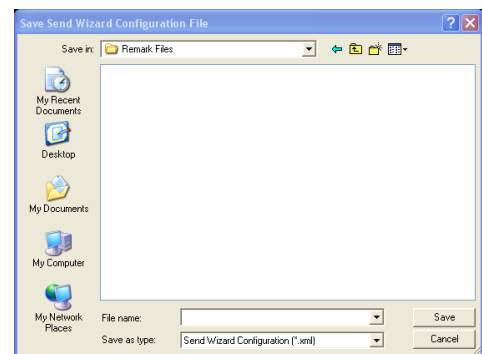 Save Send Wizard Configuration File
Save in:
Remark Files
My Recent
Documents
Desktop
My Documents
My Computer
My Network
Places
File name:
Save
Save as type:
Send Wizard Configuration (*.xml)
Cancel